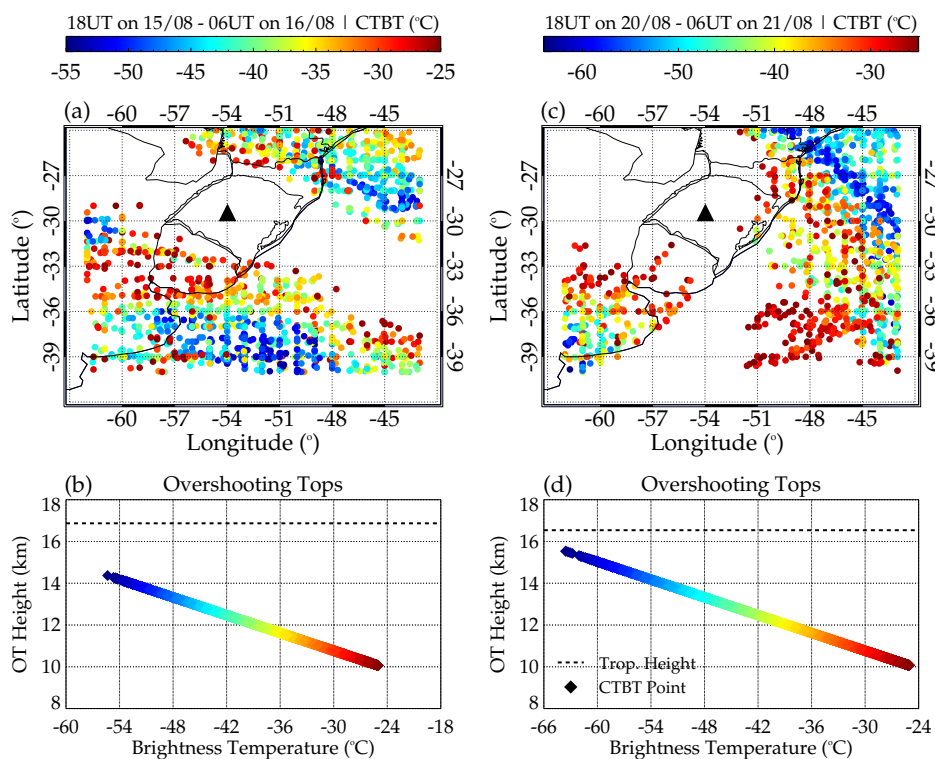 18UT on 15/08 - 06UT on 16/08 | CTBT (°C)
-55 -50 -45 -40 -35 -30 -25
(a)
-60 -57 -54 -51 -48 -45
-27 -30 -33 -36 -39
Latitude (°)
-27 -30 -33 -36 -39
-60 -57 -54 -51 -48 -45
Longitude (°)
18UT on 20/08 - 06UT on 21/08 | CTBT (°C)
-60 -50 -40 -30
(c)
-60 -57 -54 -51 -48 -45
-27 -30 -33 -36 -39
Latitude (°)
-27 -30 -33 -36 -39
-60 -57 -54 -51 -48 -45
Longitude (°)
(b)
Overshooting Tops
18
16
14
12
10
8
OT Height (km)
-60 -54 -48 -42 -36 -30 -24 -18
Brightness Temperature (°C)
(d)
Overshooting Tops
18
16
14
12
10
8
OT Height (km)
Trop. Height
CTBT Point
-66 -60 -54 -48 -42 -36 -30 -24
Brightness Temperature (°C)